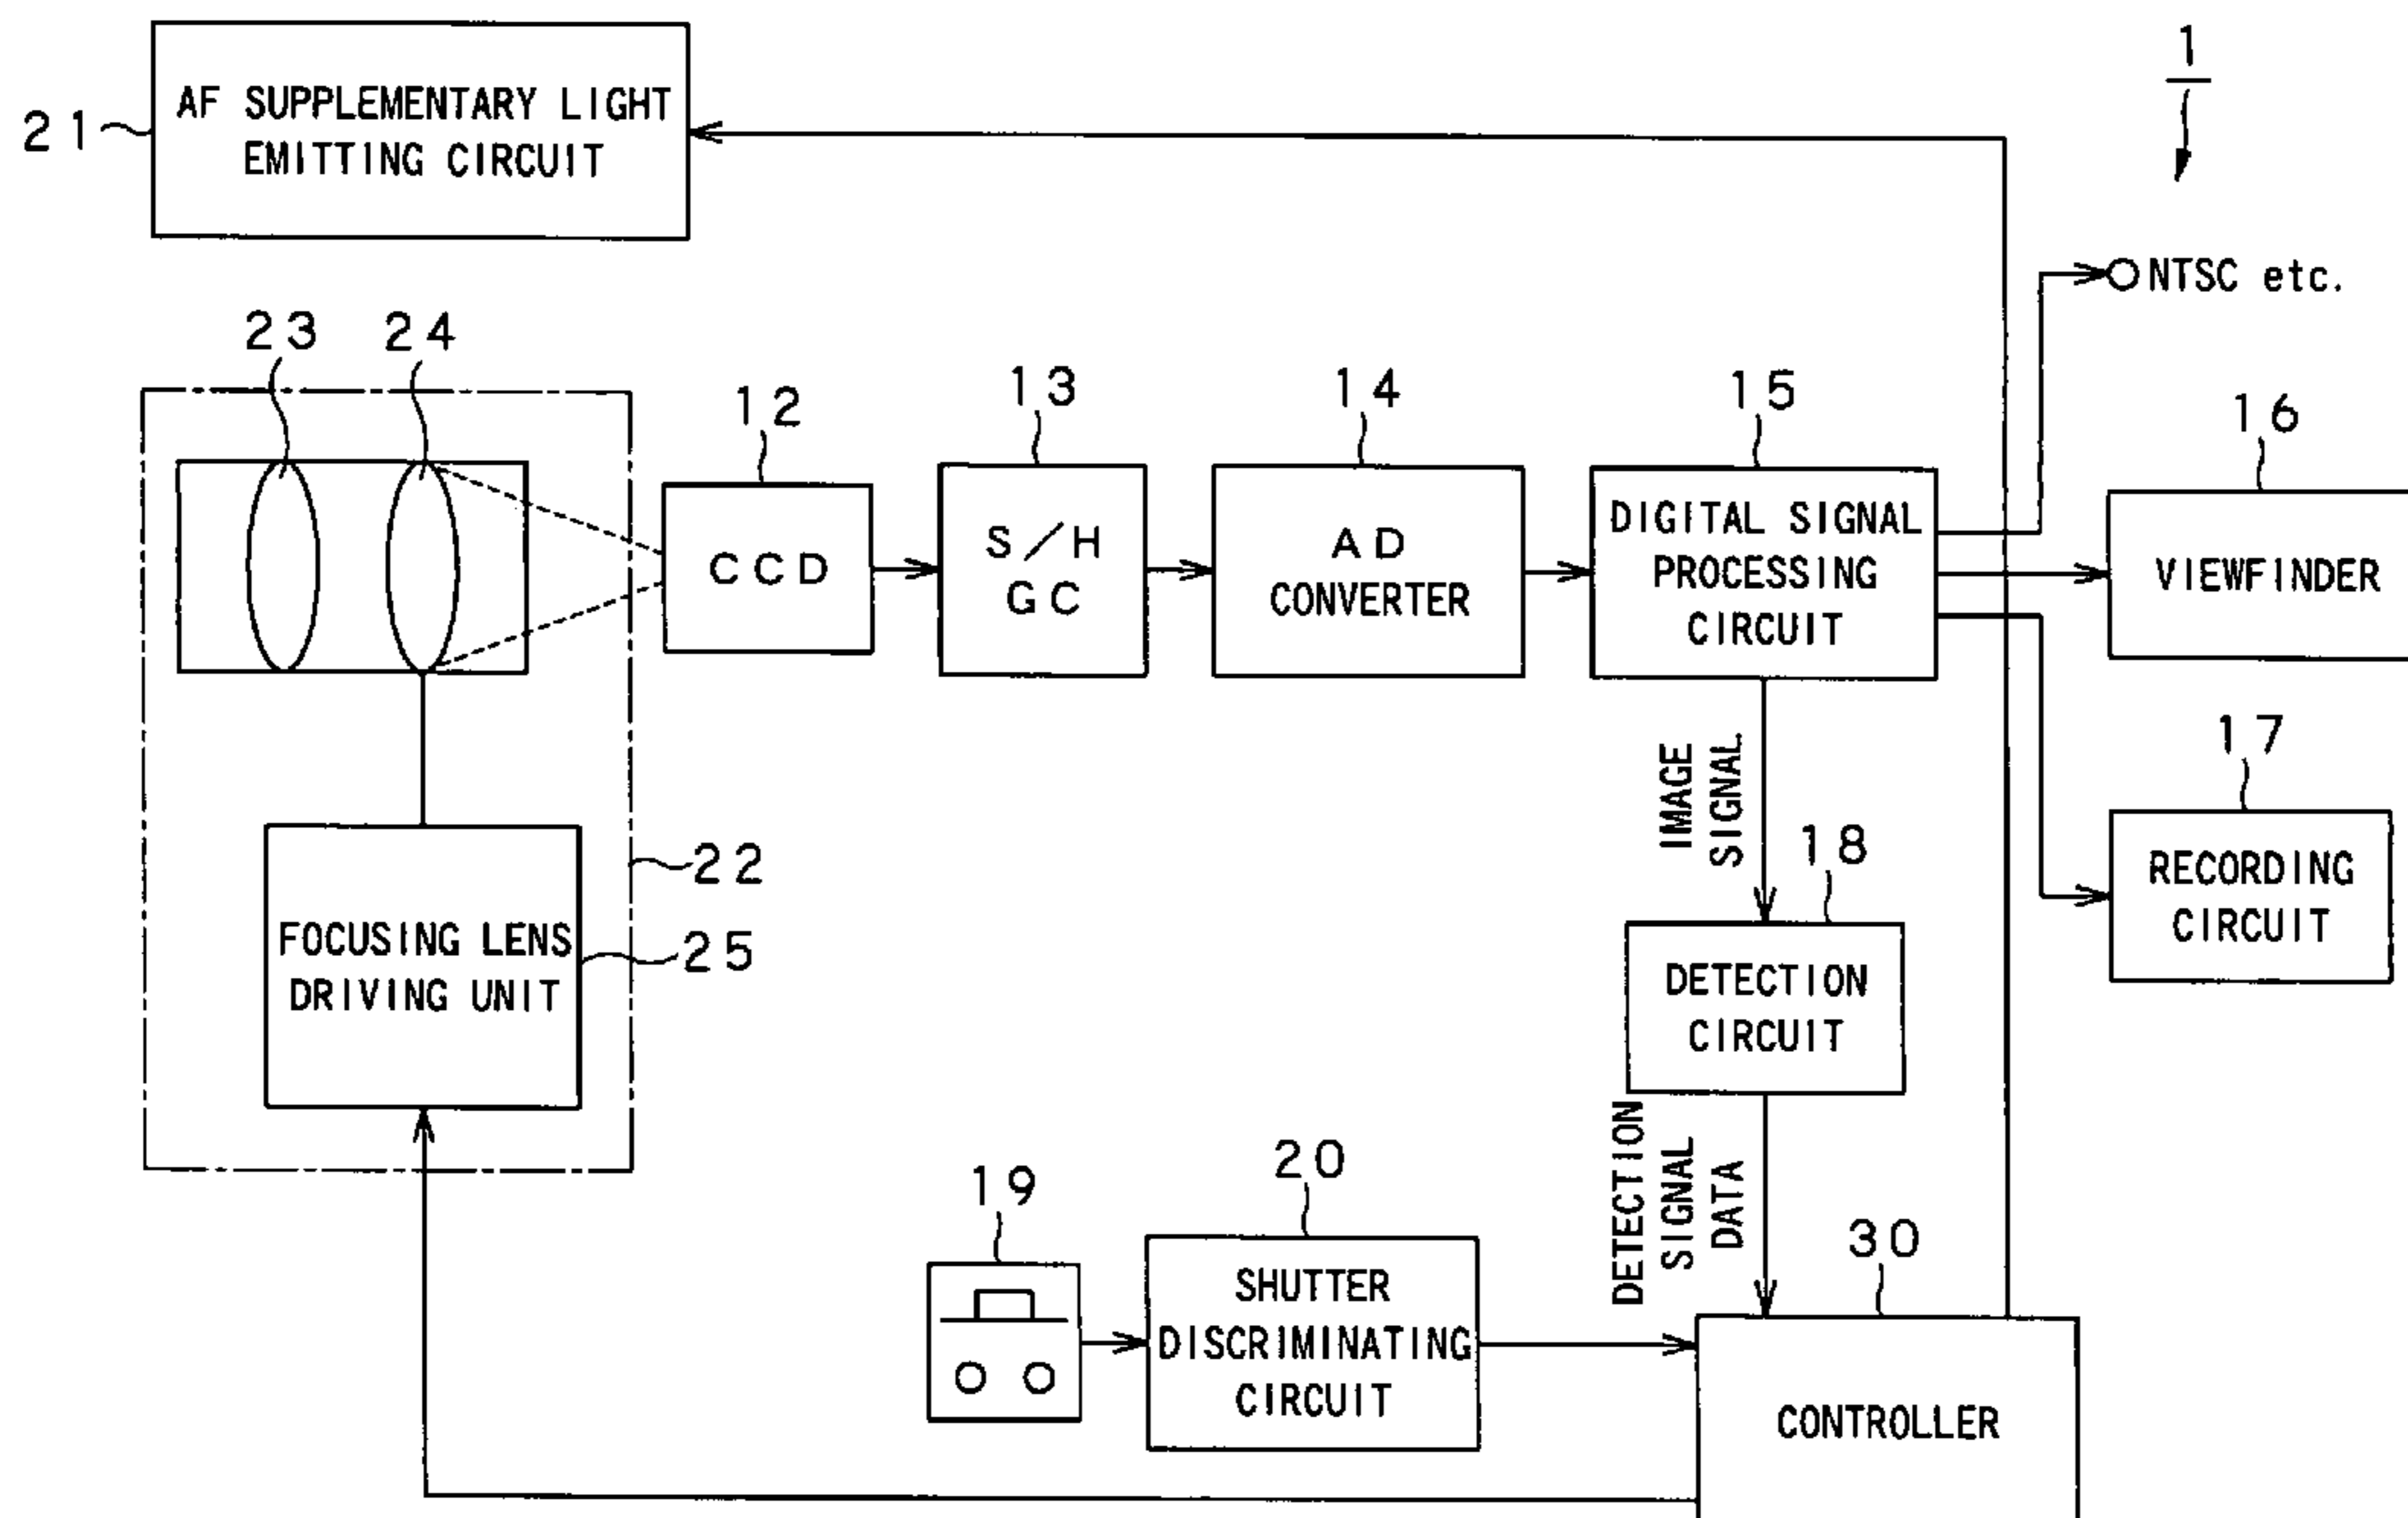 1
21
AF SUPPLEMENTARY LIGHT
EMITTING CIRCUIT
NTSC etc.
23
24
12
CCD
13
S/H
GC
14
AD
CONVERTER
15
DIGITAL SIGNAL
PROCESSING
CIRCUIT
16
VIEWFINDER
17
RECORDING
CIRCUIT
IMAGE
SIGNAL
18
DETECTION
CIRCUIT
22
FOCUSING LENS
DRIVING UNIT
25
DETECTION
SIGNAL
DATA
19
20
SHUTTER
DISCRIMINATING
CIRCUIT
30
CONTROLLER